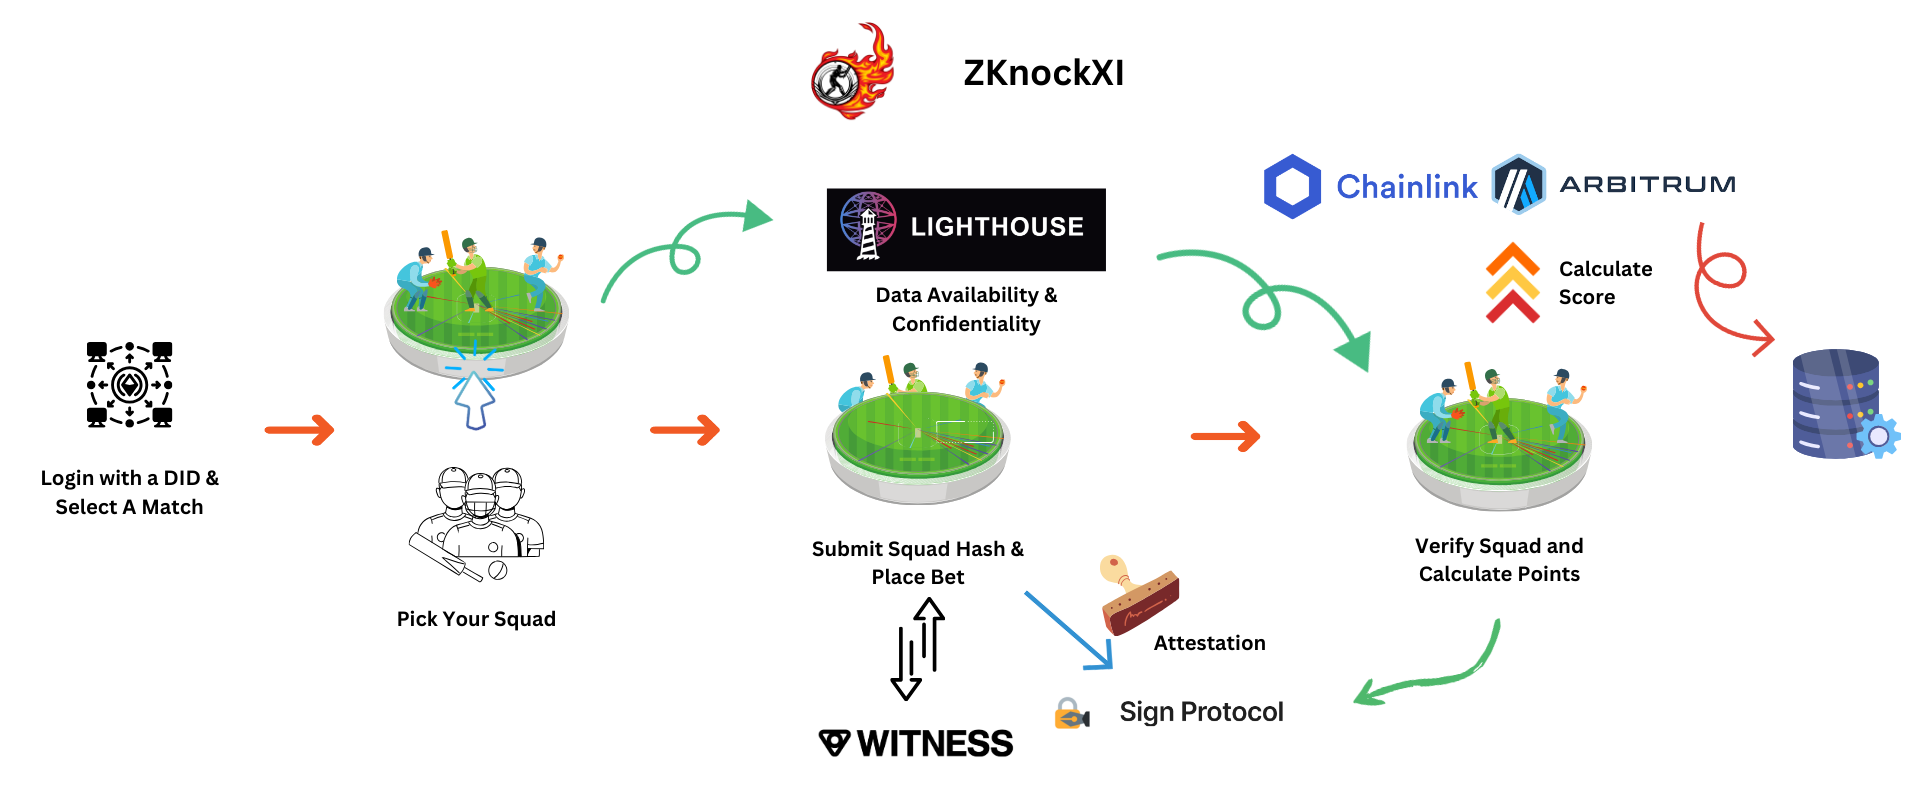 ZKnockXI
Chainlink
ARBITRUM
LIGHTHOUSE
Data Availability &
Confidentiality
Calculate
Score
Login with a DID &
Select A Match
Pick Your Squad
Submit Squad Hash &
Place Bet
Verify Squad and
Calculate Points
Attestation
Sign Protocol
WITNESS